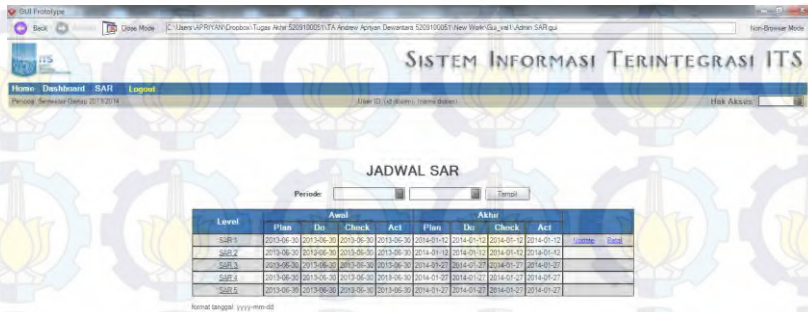 GUI Prototype
Back Close Mode C:\Users\APRIYAN\Dropbox\Tugas Akhir 5209100051\TA Andrew Apriyan Dewantara 5209100051\New Work\Gui_val1\Admin SAR.gui Non-Browser Mode
ITS SISTEM INFORMASI TERINTEGRASI ITS
Home Dashboard SAR Logout
Periode: Semester Genap 2013/2014 User ID: (id dosen), (nama dosen) Hak Akses:
JADWAL SAR
Periode: Tampil
Level Awal Akhir
Plan Do Check Act Plan Do Check Act
SAR 1 2013-06-30 2013-06-30 2013-06-30 2013-06-30 2014-01-12 2014-01-12 2014-01-12 2014-01-12 Update Batal
SAR 2 2013-06-30 2013-06-30 2013-06-30 2013-06-30 2014-01-12 2014-01-12 2014-01-12 2014-01-12
SAR 3 2013-06-30 2013-06-30 2013-06-30 2013-06-30 2014-01-27 2014-01-27 2014-01-27 2014-01-27
SAR 4 2013-06-30 2013-06-30 2013-06-30 2013-06-30 2014-01-27 2014-01-27 2014-01-27 2014-01-27
SAR 5 2013-06-30 2013-06-30 2013-06-30 2013-06-30 2014-01-27 2014-01-27 2014-01-27 2014-01-27
format tanggal: yyyy-mm-dd